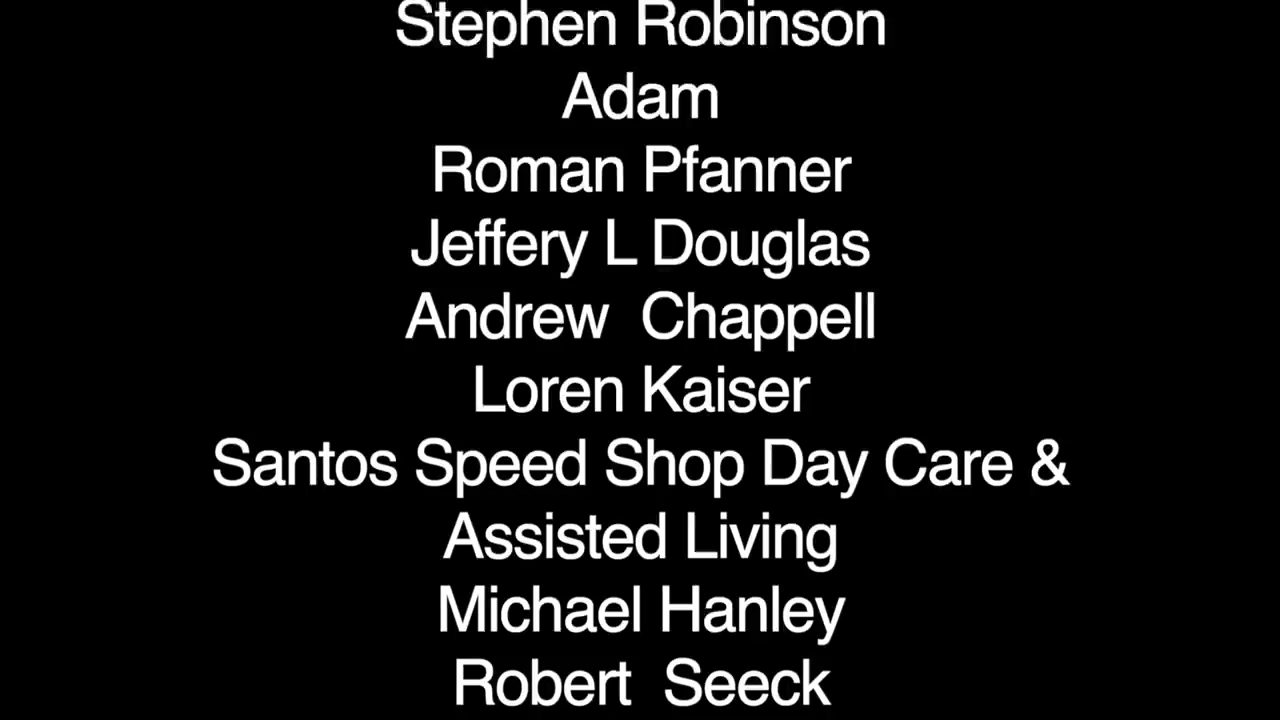 Stephen Robinson
Adam
Roman Pfanner
Jeffery L Douglas
Andrew  Chappell
Loren Kaiser
Santos Speed Shop Day Care &
Assisted Living
Michael Hanley
Robert  Seeck